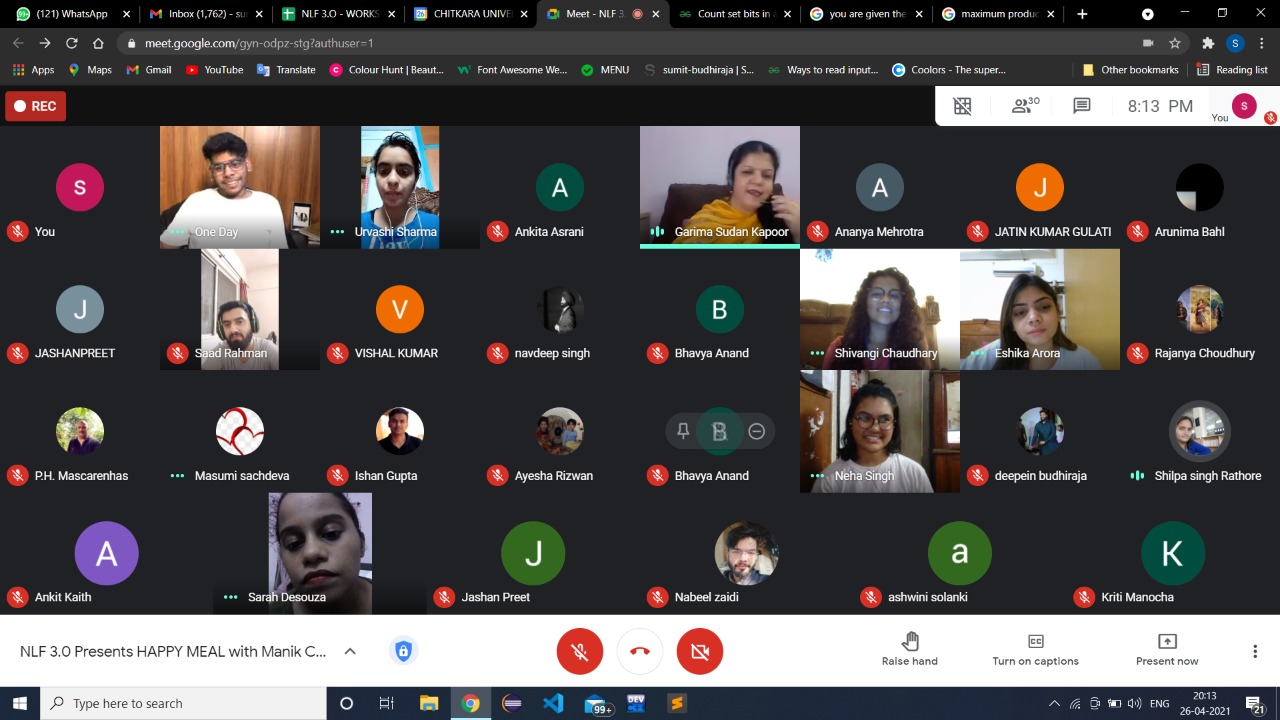 (121) WhatsApp
Inbox (1,762) - su
NLF 3.O - WORKS
CHITKARA UNIVE
Meet - NLF 3.
Count set bits in a
you are given the
maximum produc
meet.google.com/gyn-odpz-stg?authuser=1
S
Apps
Maps
Gmail
YouTube
Translate
Colour Hunt | Beaut...
Font Awesome We...
MENU
sumit-budhiraja | S...
Ways to read input...
Coolors - The super...
Other bookmarks
Reading list
REC
30
8:13 PM
You
S
S
A
A
J
You
One Day
Urvashi Sharma
Ankita Asrani
Garima Sudan Kapoor
Ananya Mehrotra
JATIN KUMAR GULATI
Arunima Bahl
J
V
B
JASHANPREET
Saad Rahman
VISHAL KUMAR
navdeep singh
Bhavya Anand
Shivangi Chaudhary
Eshika Arora
Rajanya Choudhury
B
P.H. Mascarenhas
Masumi sachdeva
Ishan Gupta
Ayesha Rizwan
Bhavya Anand
Neha Singh
deepein budhiraja
Shilpa singh Rathore
A
J
a
K
Ankit Kaith
Sarah Desouza
Jashan Preet
Nabeel zaidi
ashwini solanki
Kriti Manocha
NLF 3.0 Presents HAPPY MEAL with Manik C...
Raise hand
Turn on captions
Present now
Type here to search
99+
DEV
ENG
20:13
26-04-2021
21